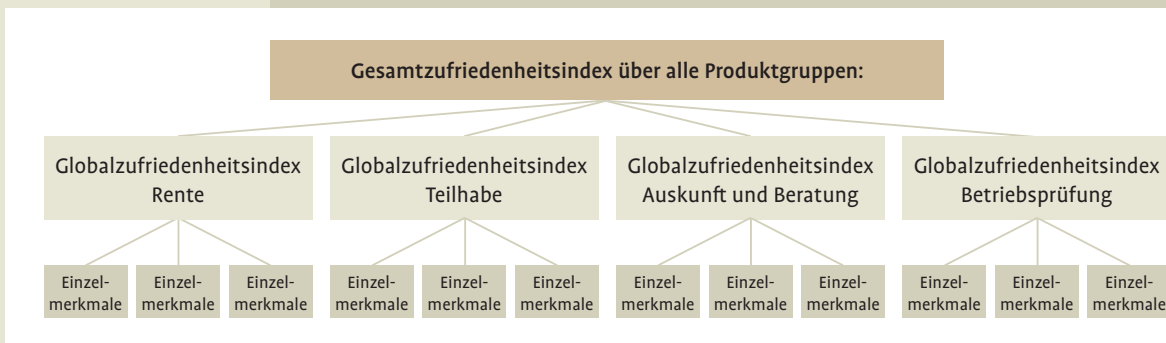 Gesamtzufriedenheitsindex über alle Produktgruppen:
Globalzufriedenheitsindex
Rente
Globalzufriedenheitsindex
Teilhabe
Globalzufriedenheitsindex
Auskunft und Beratung
Globalzufriedenheitsindex
Betriebsprüfung
Einzel-
merkmale
Einzel-
merkmale
Einzel-
merkmale
Einzel-
merkmale
Einzel-
merkmale
Einzel-
merkmale
Einzel-
merkmale
Einzel-
merkmale
Einzel-
merkmale
Einzel-
merkmale
Einzel-
merkmale
Einzel-
merkmale